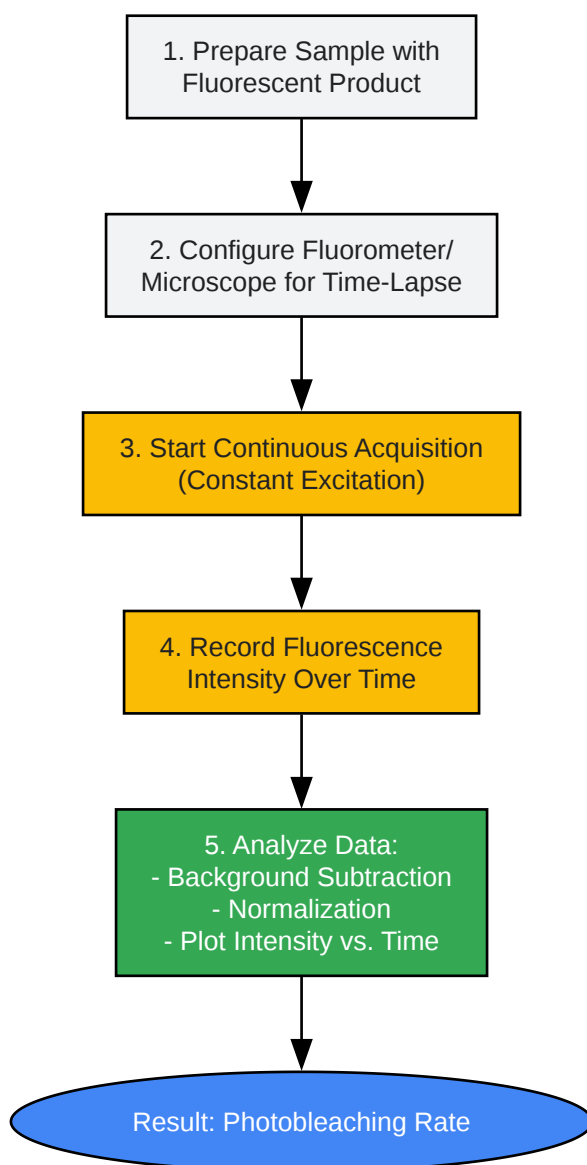 1. Prepare Sample with
Fluorescent Product
2. Configure Fluorometer/
Microscope for Time-Lapse
3. Start Continuous Acquisition
(Constant Excitation)
4. Record Fluorescence
Intensity Over Time
5. Analyze Data:
- Background Subtraction
- Normalization
- Plot Intensity vs. Time
Result: Photobleaching Rate